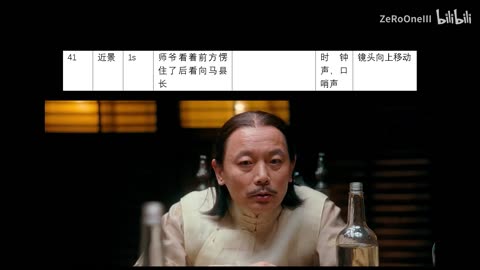 ZeRoOneIII bilibili
41 近景 1s 师爷看着前方愣 时 钟 镜头向上移动
住了后看向马县 声、口
长 哨声